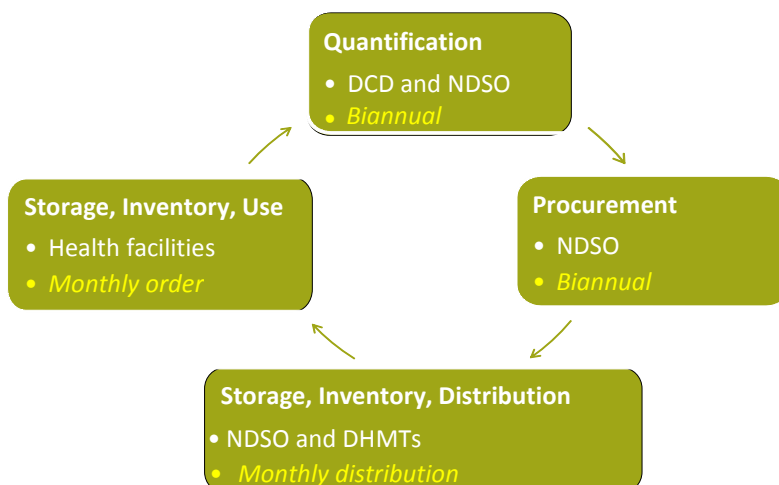 Quantification
• DCD and NDSO
• Biannual
Procurement
• NDSO
• Biannual
Storage, Inventory, Distribution
• NDSO and DHMTs
• Monthly distribution
Storage, Inventory, Use
• Health facilities
• Monthly order